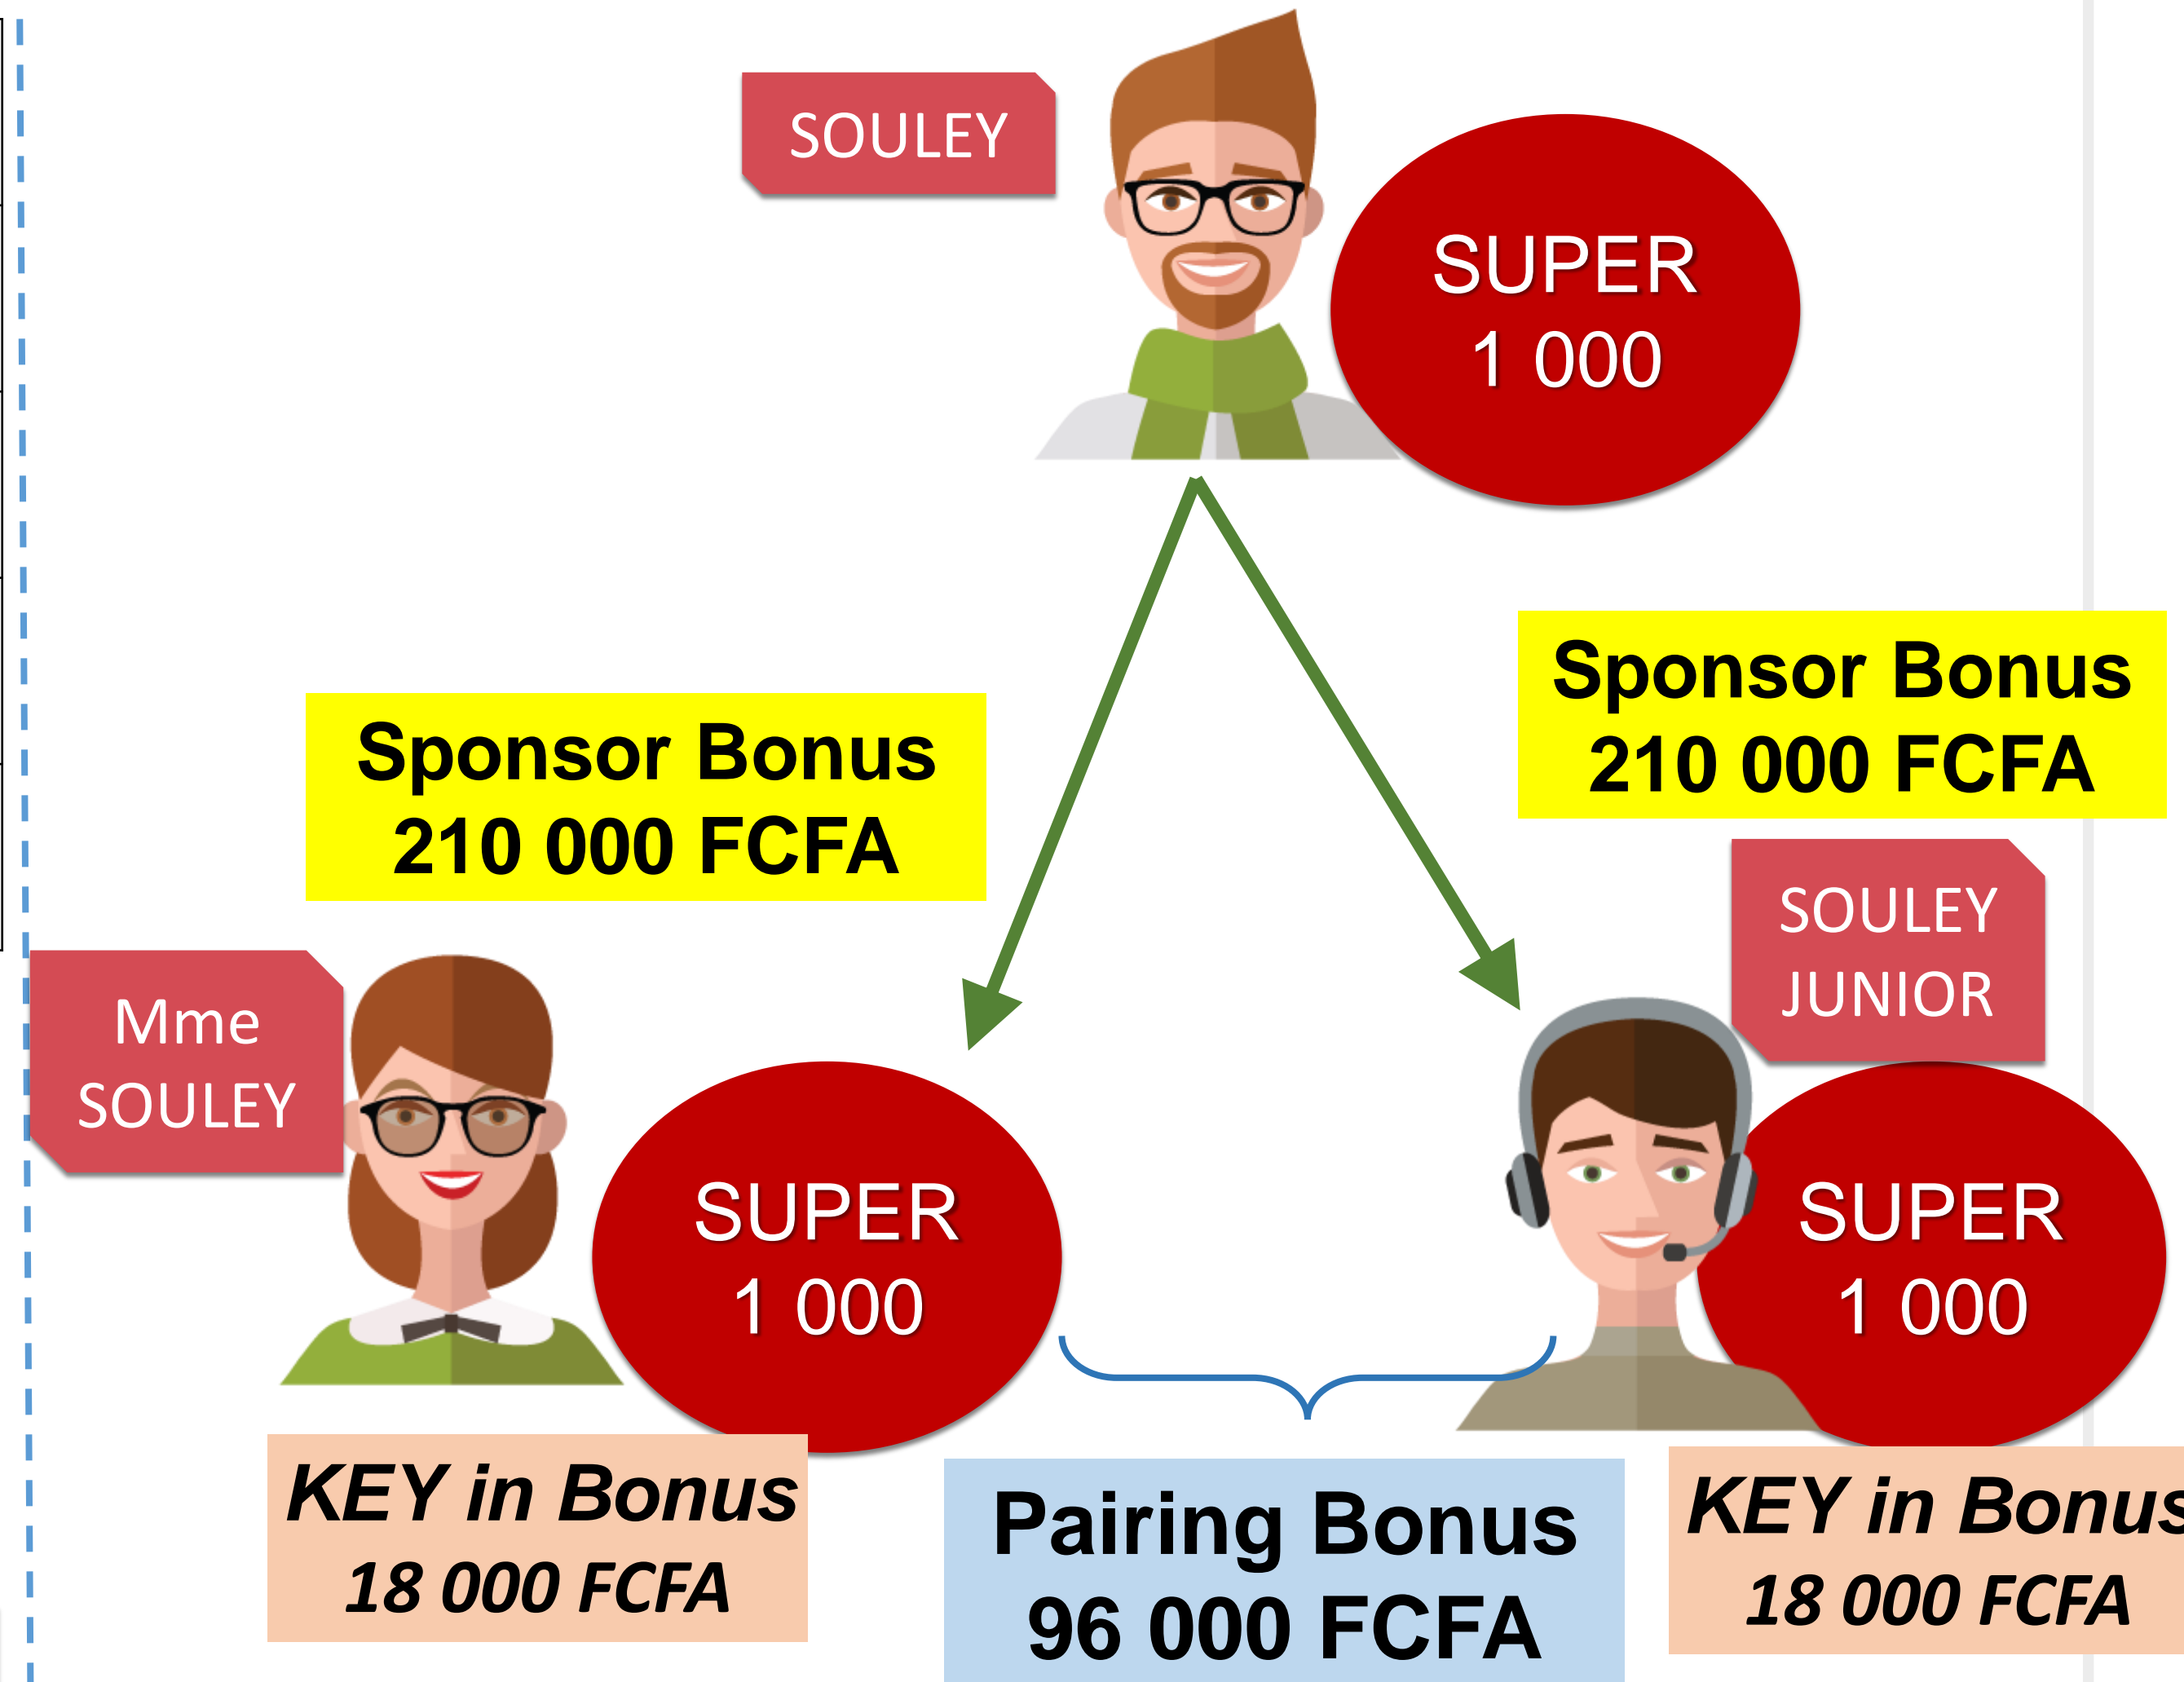 SOULEY
SUPER
1 000
Sponsor Bonus
210 000 FCFA
Sponsor Bonus
210 000 FCFA
SOULEY
JUNIOR
Mme
SOULEY
SUPER
1 000
SUPER
1 000
KEY in Bonus
18 000 FCFA
Pairing Bonus
96 000 FCFA
KEY in Bonus
18 000 FCFA